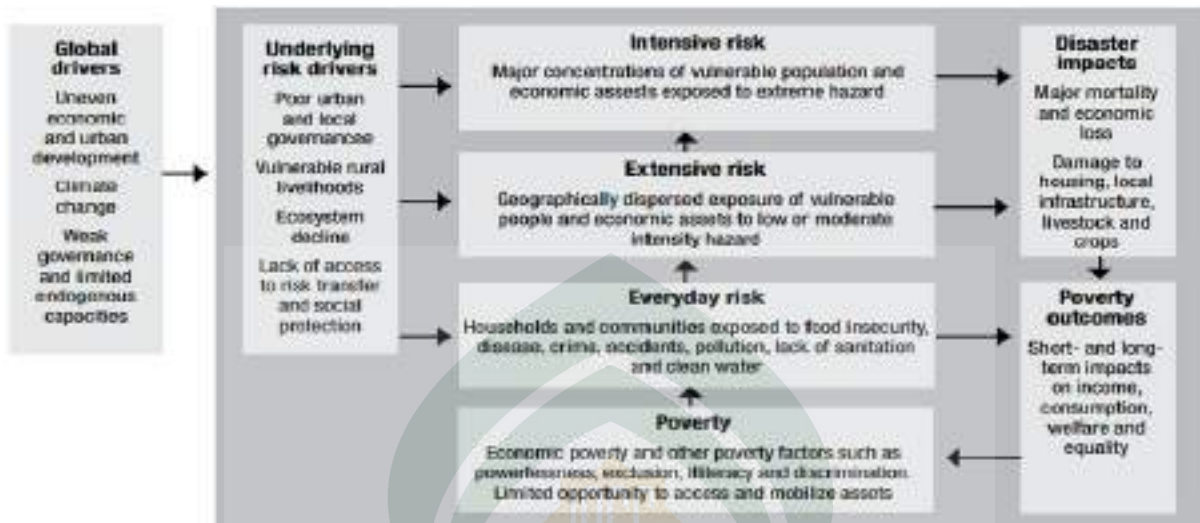 Global
drivers
Uneven
economic
and urban
development
Climate
change
Weak
governance
and limited
endogenous
capacities
Underlying
risk drivers
Poor urban
and local
governancee
Vulnerable rural
livelihoods
Ecosystem
decline
Lack of access
to risk transfer
and social
protection
Intensive risk
Major concentrations of vulnerable population and
economic assests exposed to extreme hazard
Extensive risk
Geographically dispersed exposure of vulnerable
people and economic assets to low or moderate
intensity hazard
Everyday risk
Households and communities exposed to food insecurity,
disease, crime, accidents, pollution, lack of sanitation
and clean water
Poverty
Economic poverty and other poverty factors such as
powerlessness, exclusion, illiteracy and discrimination.
Limited opportunity to access and mobilize assets
Disaster
impacts
Major mortality
and economic
loss
Damage to
housing, local
infrastructure,
livestock and
crops
Poverty
outcomes
Short- and long-
term impacts
on income,
consumption,
welfare and
equality